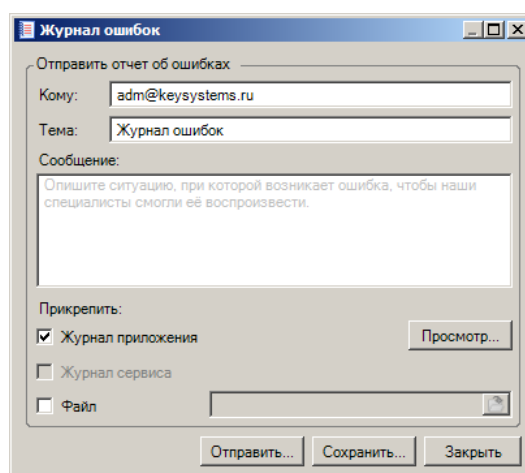 Журнал ошибок
Отправить отчет об ошибках
Кому: adm@keysystems.ru
Тема: Журнал ошибок
Сообщение:
Опишите ситуацию, при которой возникает ошибка, чтобы наши
специалисты смогли её воспроизвести.
Прикрепить:
Журнал приложения Просмотр...
Журнал сервиса
Файл
Отправить... Сохранить... Закрыть